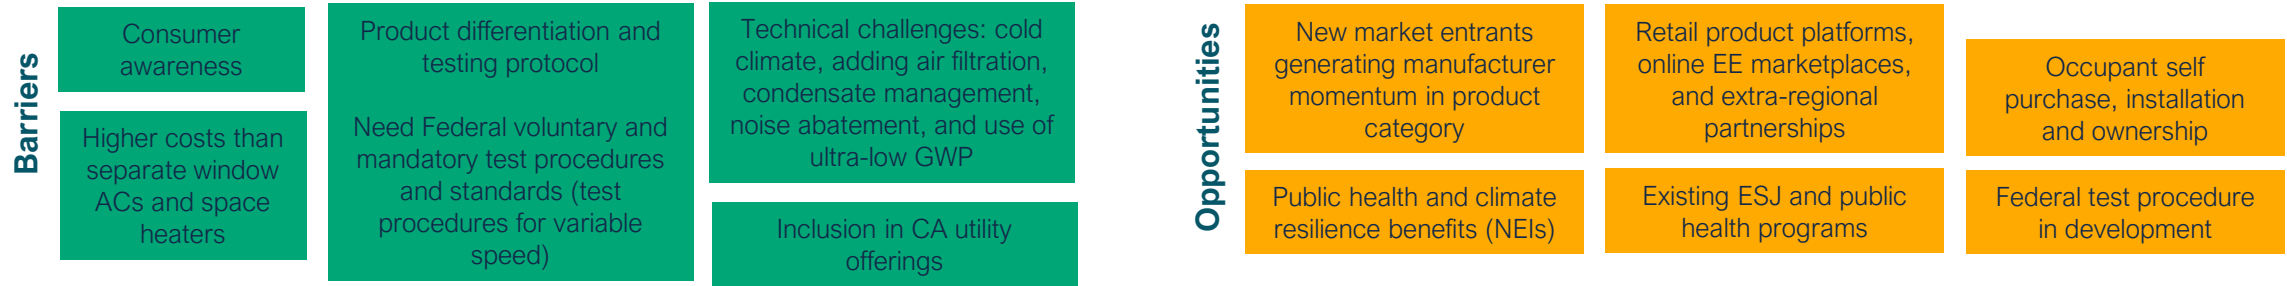 Barriers
Consumer
awareness
Higher costs than
separate window
ACs and space
heaters
Product differentiation and
testing protocol
Need Federal voluntary and
mandatory test procedures
and standards (test
procedures for variable
speed)
Technical challenges: cold
climate, adding air filtration,
condensate management,
noise abatement, and use of
ultra-low GWP
Inclusion in CA utility
offerings
Opportunities
New market entrants
generating manufacturer
momentum in product
category
Public health and climate
resilience benefits (NEIs)
Retail product platforms,
online EE marketplaces,
and extra-regional
partnerships
Existing ESJ and public
health programs
Occupant self
purchase, installation
and ownership
Federal test procedure
in development